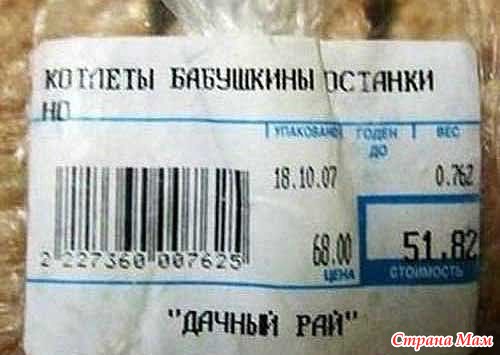 КОТЛЕТЫ БАБУШКИНЫ ОСТАНКИ
НО
УПАКОВАНО ГОДЕН ДО ВЕС
18.10.07 0.762
68.00 51.82
ЦЕНА СТОИМОСТЬ
2 227360 007625
"ДАЧНЫЙ РАЙ"
Страна Мам